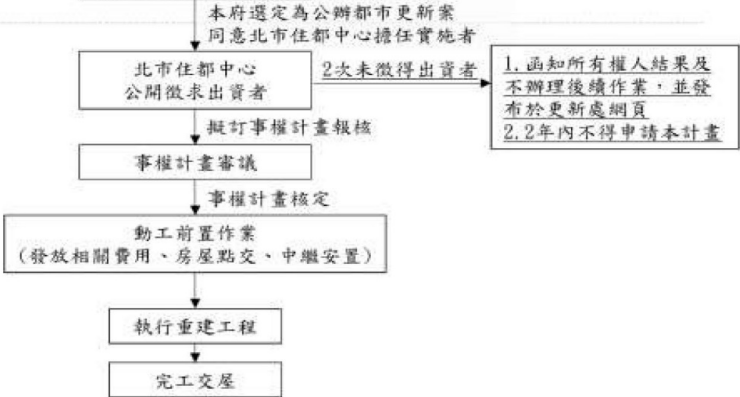 本府選定為公辦都市更新案
同意北市住都中心擔任實施者
北市住都中心
公開徵求出資者
2次未徵得出資者
1.函知所有權人結果及
不辦理後續作業，並發
布於更新處網頁
2.2年內不得申請本計畫
擬訂事權計畫報核
事權計畫審議
事權計畫核定
動工前置作業
（發放相關費用、房屋點交、中繼安置）
執行重建工程
完工交屋